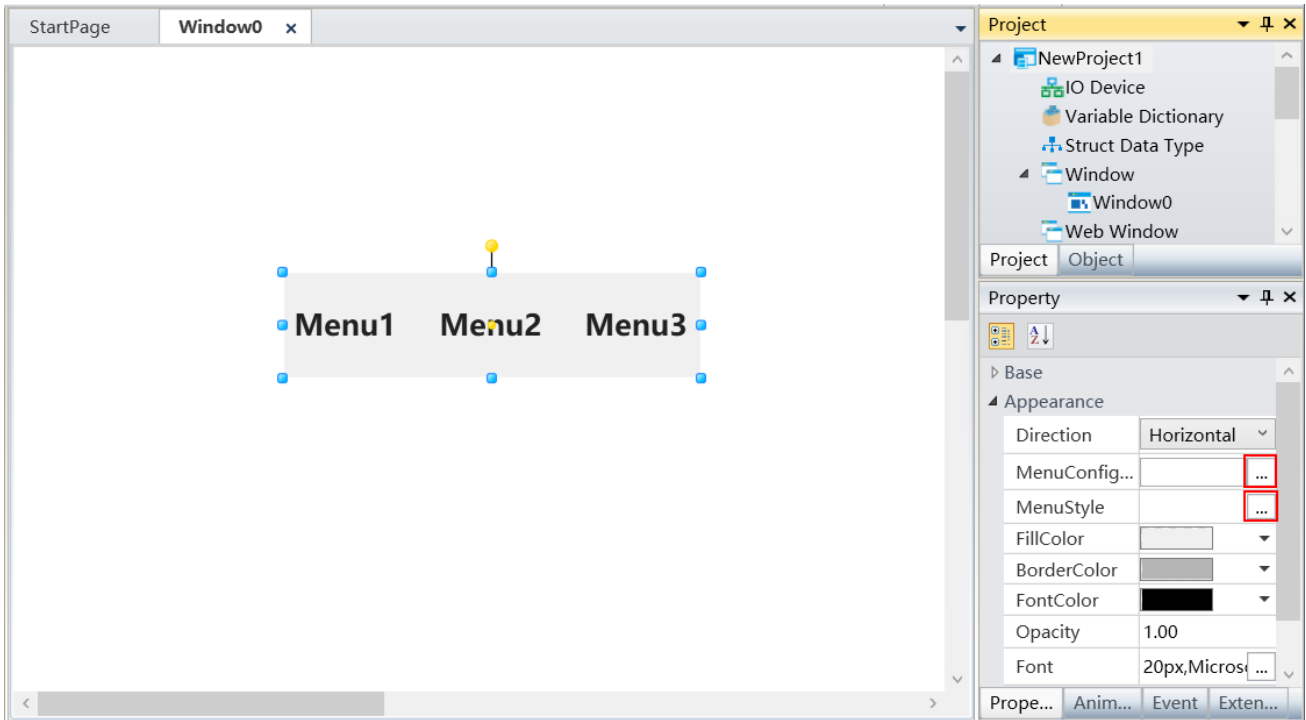 StartPage
Window0 x
Menu1 Menu2 Menu3
Project
NewProject1
IO Device
Variable Dictionary
Struct Data Type
Window
Window0
Web Window
Project Object
Property
Base
Appearance
Direction Horizontal
MenuConfig... ...
MenuStyle ...
FillColor
BorderColor
FontColor
Opacity 1.00
Font 20px,Micros ...
Prope... Anim... Event Exten...